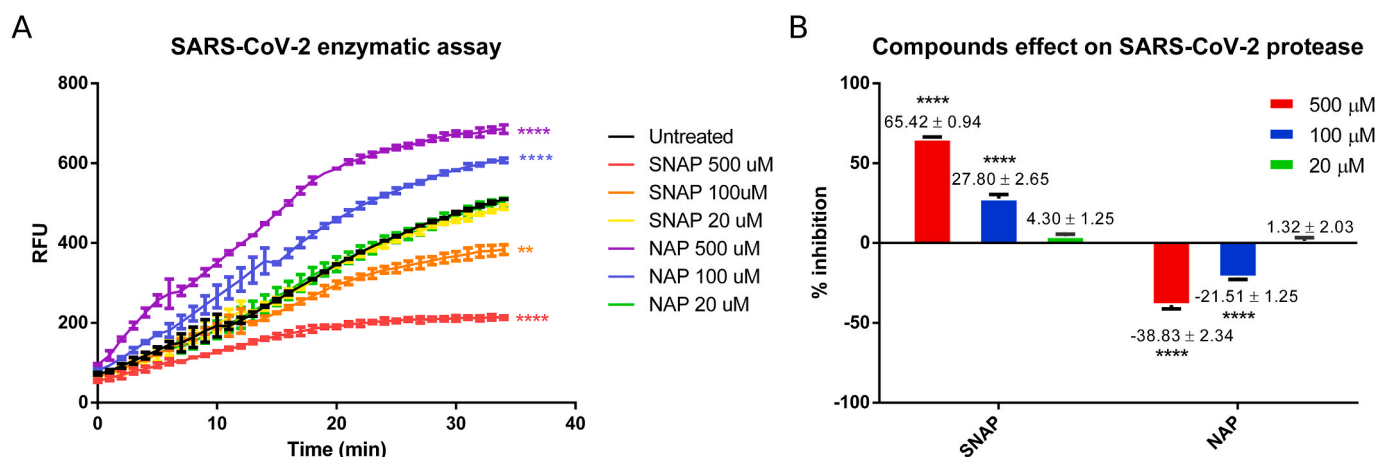 A
SARS-CoV-2 enzymatic assay
800
600
400
200
0
RFU
0 10 20 30 40
Time (min)
****
****
**
****
Untreated
SNAP 500 uM
SNAP 100uM
SNAP 20 uM
NAP 500 uM
NAP 100 uM
NAP 20 uM
B
Compounds effect on SARS-CoV-2 protease
100
50
0
-50
-100
% inhibition
****
65.42 ± 0.94
****
27.80 ± 2.65
4.30 ± 1.25
1.32 ± 2.03
-21.51 ± 1.25
****
-38.83 ± 2.34
****
SNAP NAP
500 μM
100 μM
20 μM